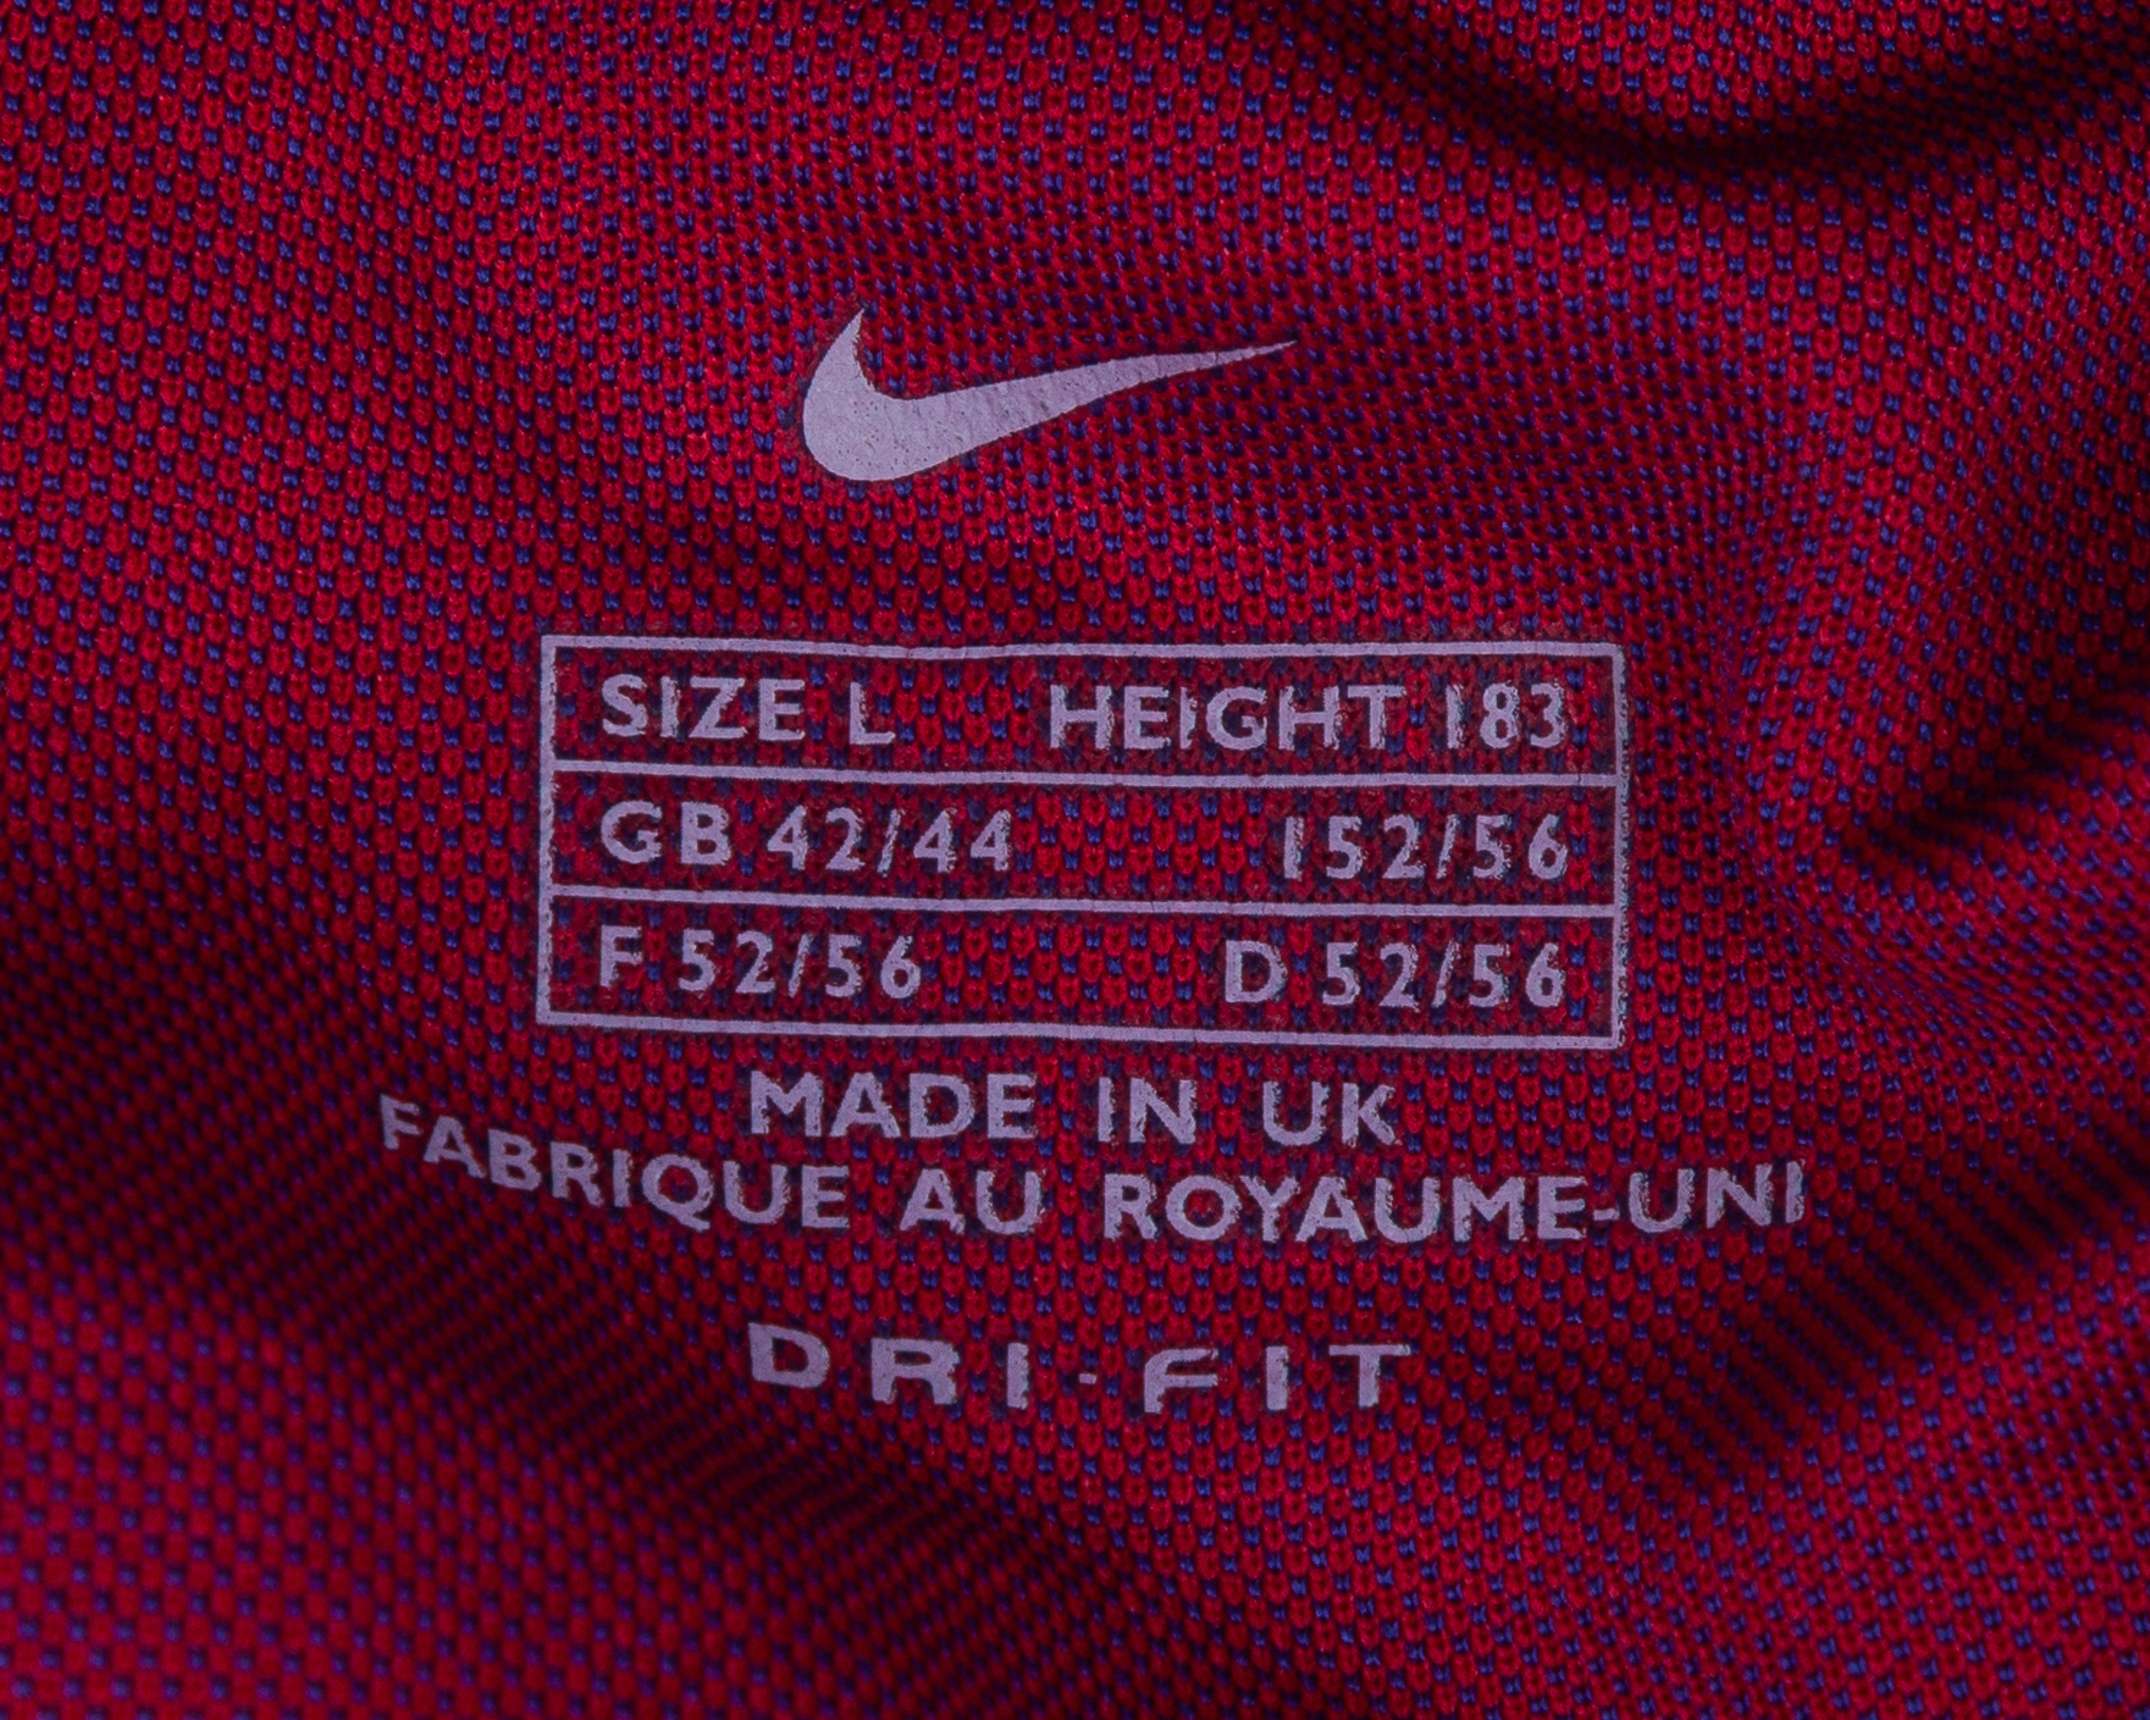 SIZE L HEIGHT 183
GB 42/44 I 52/56
F 52/56 D 52/56
MADE IN UK
FABRIQUE AU ROYAUME-UNI
DRI-FIT